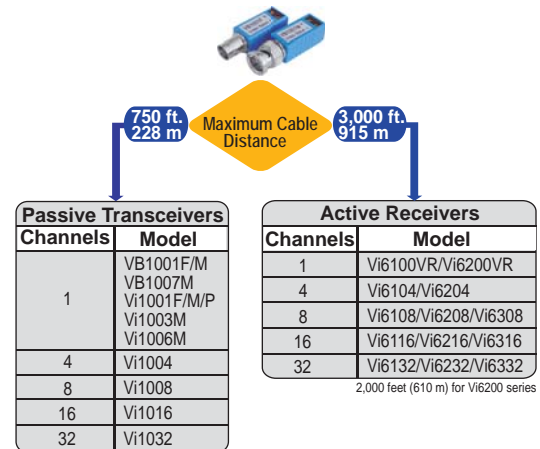 750 ft.
228 m
Maximum Cable
Distance
3,000 ft.
915 m
Passive Transceivers
Channels Model
1
VB1001F/M
VB1007M
Vi1001F/M/P
Vi1003M
Vi1006M
4 Vi1004
8 Vi1008
16 Vi1016
32 Vi1032
Active Receivers
Channels Model
1 Vi6100VR/Vi6200VR
4 Vi6104/Vi6204
8 Vi6108/Vi6208/Vi6308
16 Vi6116/Vi6216/Vi6316
32 Vi6132/Vi6232/Vi6332
2,000 feet (610 m) for Vi6200 series